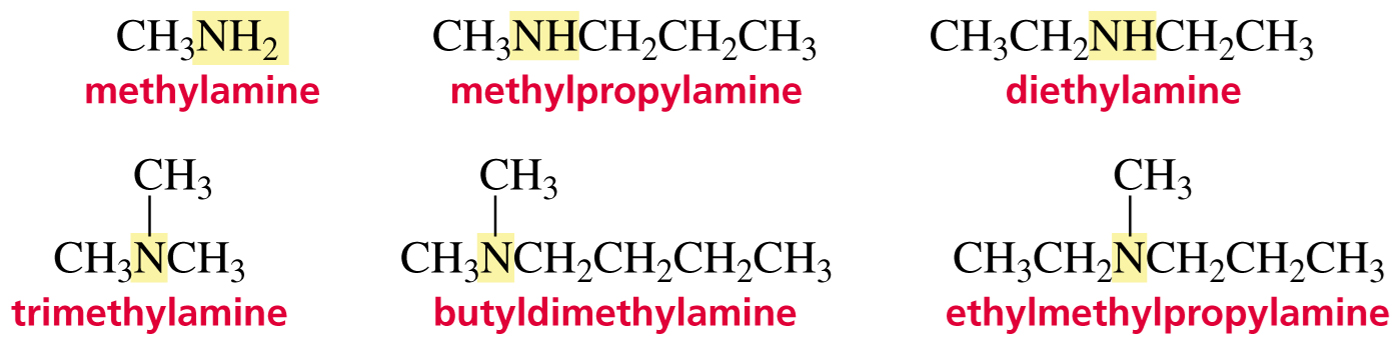 CH₃NH₂ CH₃NHCH₂CH₂CH₃ CH₃CH₂NHCH₂CH₃
methylamine methylpropylamine diethylamine
CH₃ CH₃ CH₃
CH₃NCH₃ CH₃NCH₂CH₂CH₂CH₃ CH₃CH₂NCH₂CH₂CH₃
trimethylamine butyldimethylamine ethylmethylpropylamine